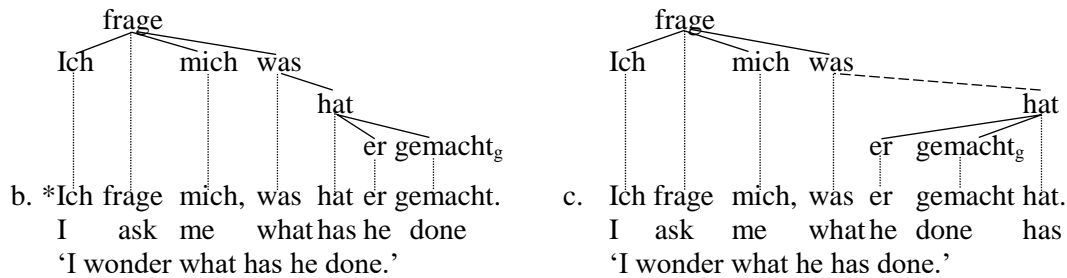 frage frage
Ich mich was Ich mich was
hat hat
er gemachtg er gemachtg
b. *Ich frage mich, was hat er gemacht. c. Ich frage mich, was er gemacht hat.
I ask me what has he done I ask me what he done has
‘I wonder what has he done.’ ‘I wonder what he has done.’